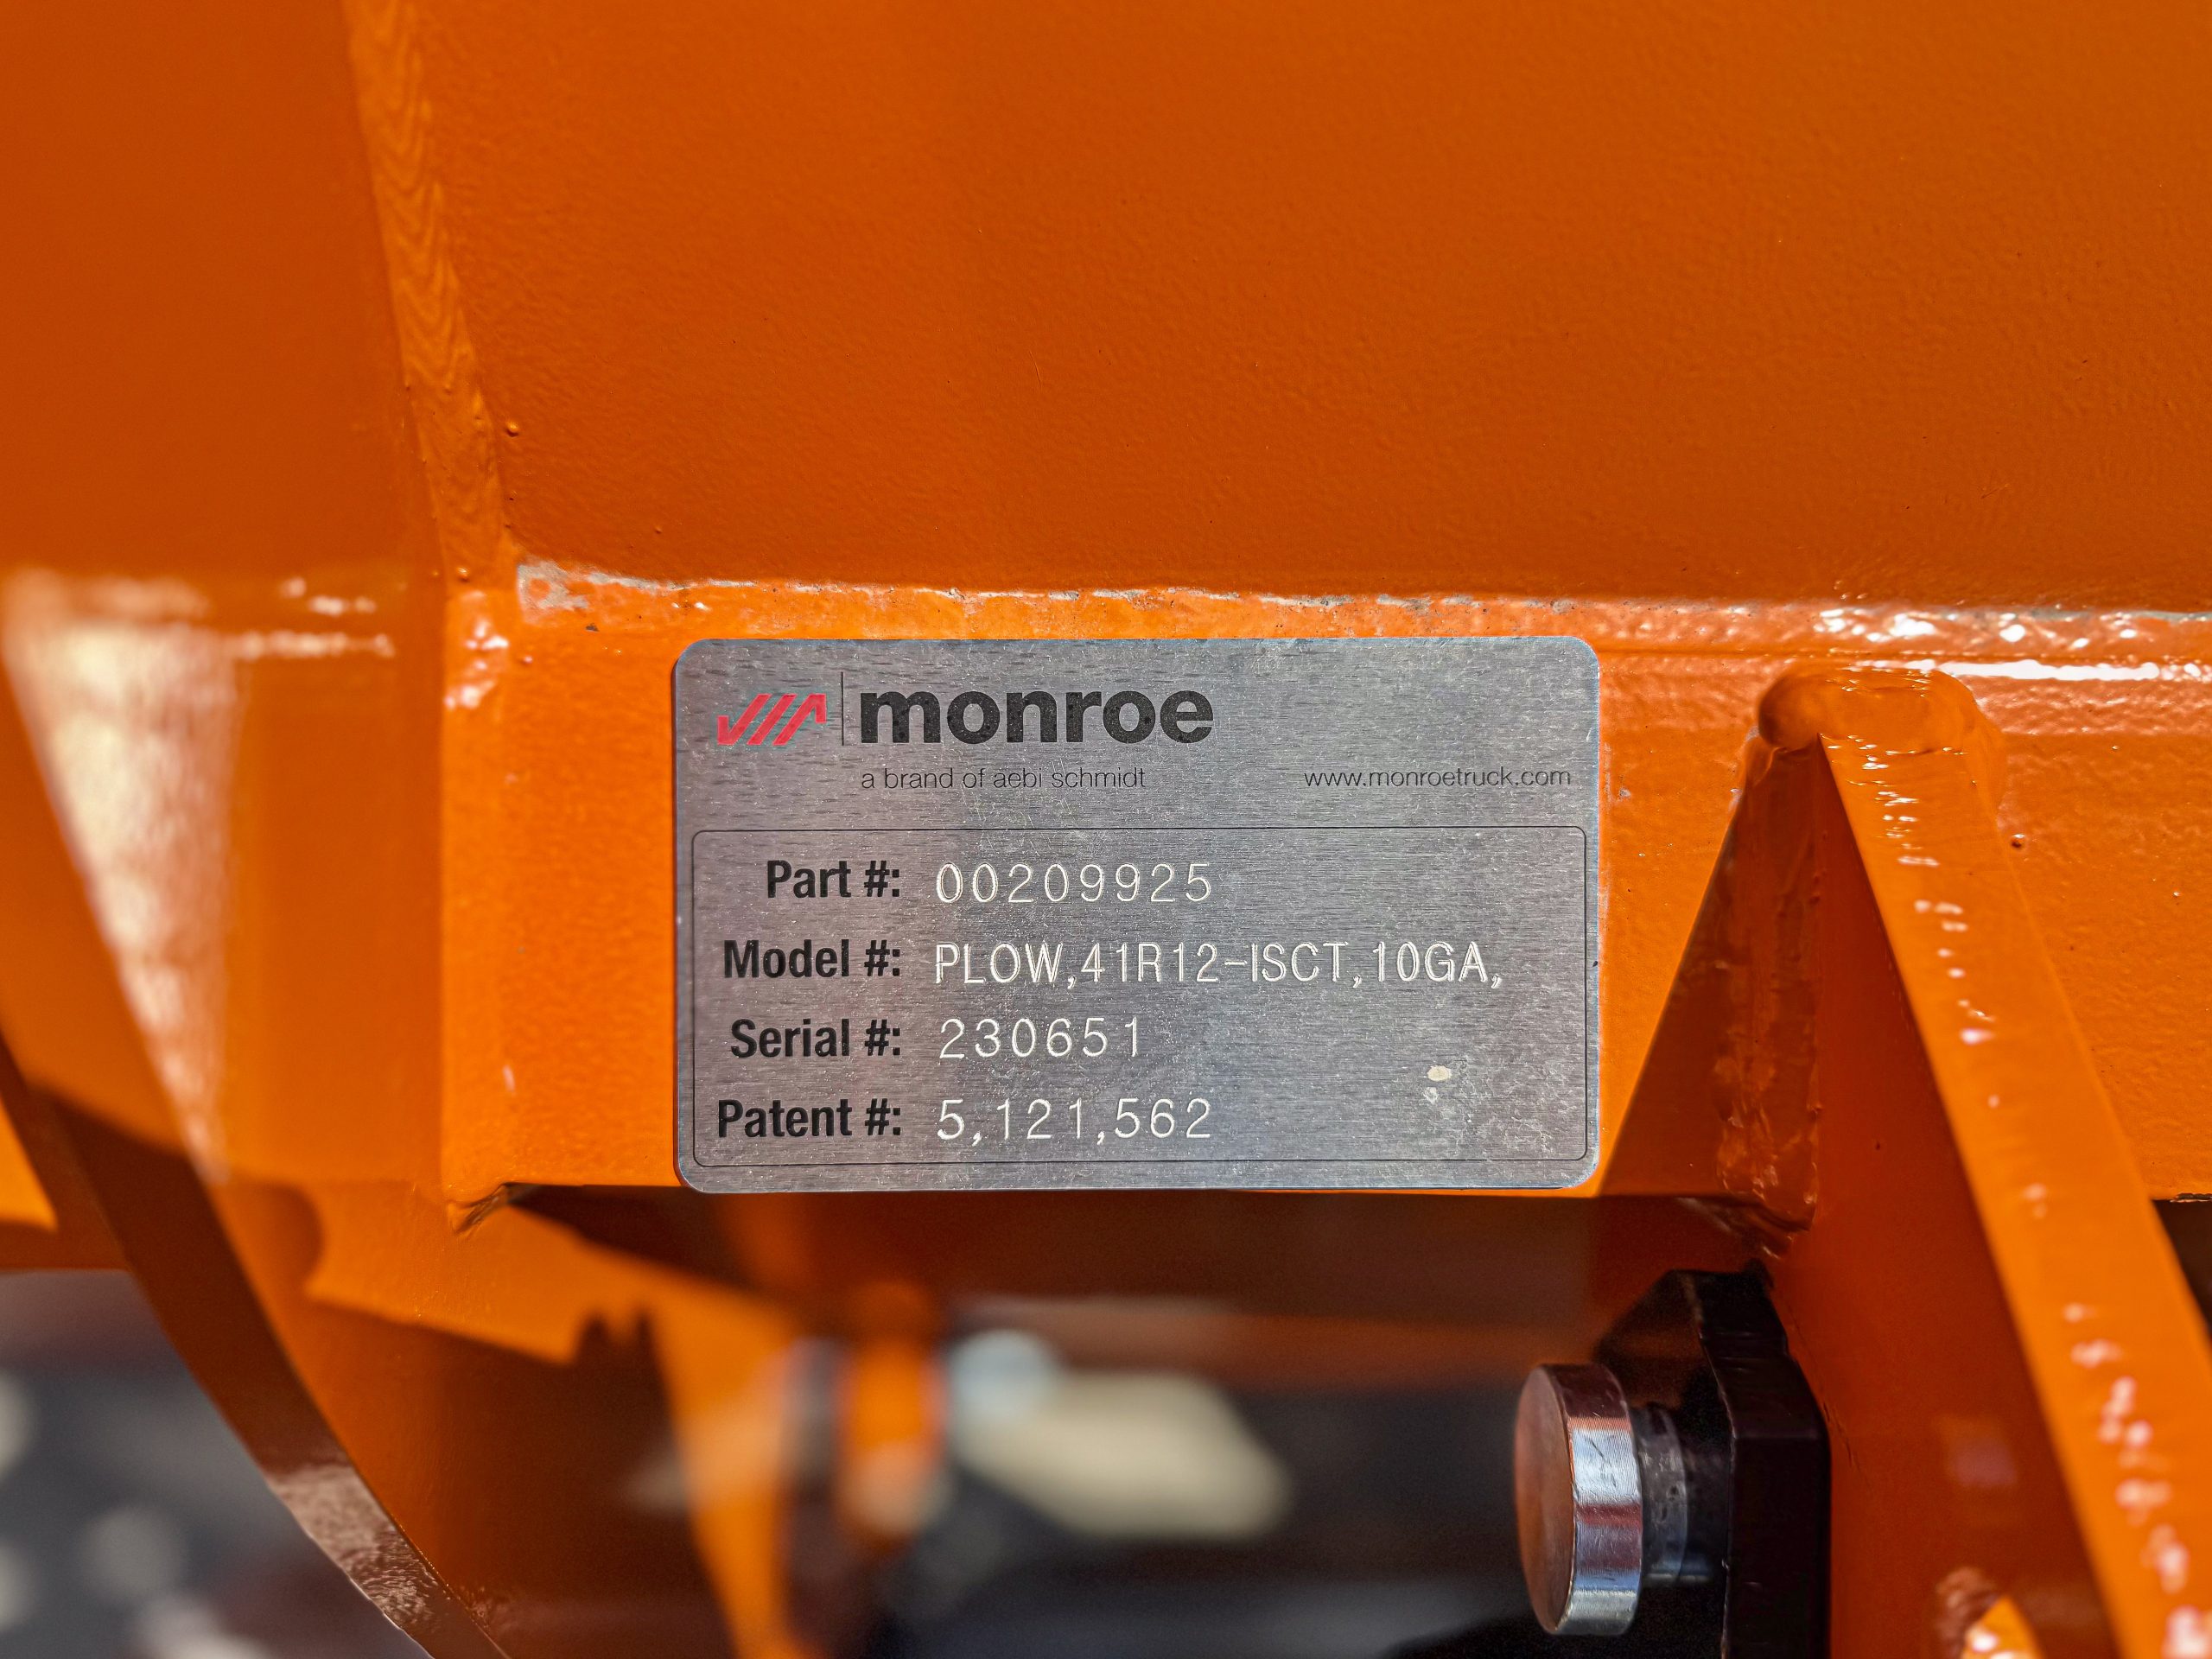 monroe
a brand of aebi schmidt www.monroetruck.com
Part #: 00209925
Model #: PLOW,41R12-ISCT,10GA,
Serial #: 230651
Patent #: 5,121,562